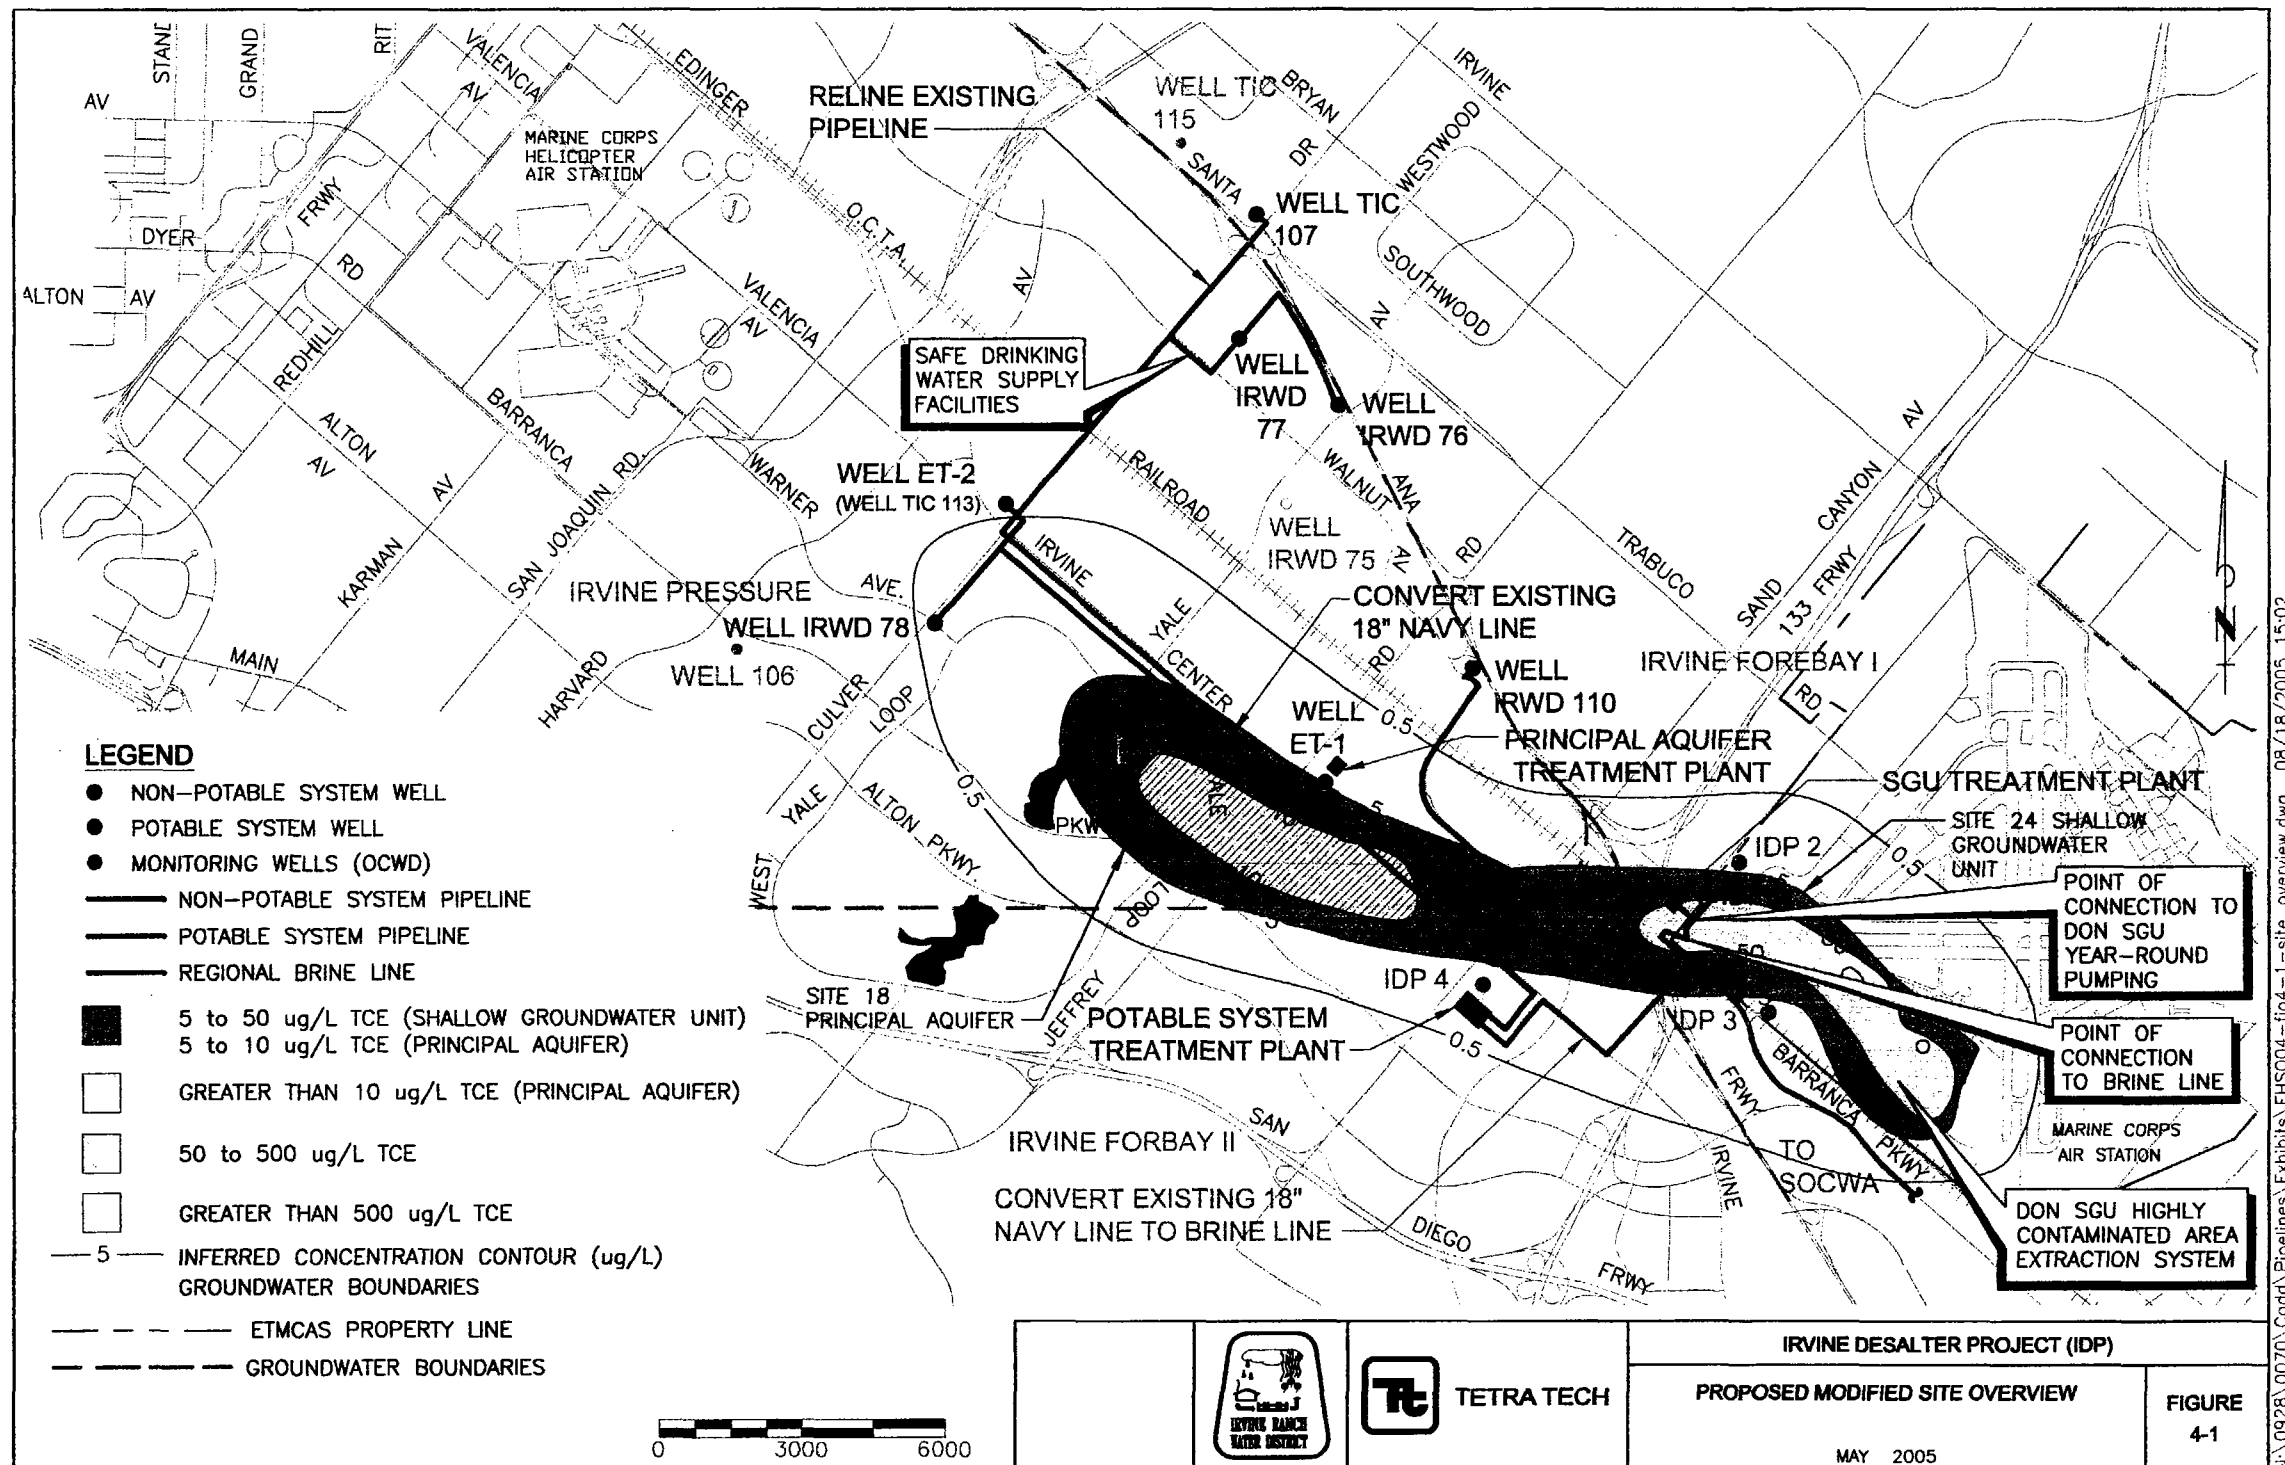 STAND
GRAND
RIT
AV
VALENCIA
AV
EDINGER
MARINE CORPS
HELICOPTER
AIR STATION
RELINE EXISTING
PIPELINE
WELL TIC
115
BRYAN
DR
IRVINE
WESTWOOD
SANTA
WELL TIC
107
O.C.T.A.
AV
SOUTHWOOD
AV
FRWY
DYER
RD
ALTON
AV
REDHILL
VALENCIA
AV
SAFE DRINKING
WATER SUPPLY
FACILITIES
WELL
IRWD
77
WELL
IRWD 76
ALTON
AV
BARRANCA
AV
KARMAN
SAN JOAQUIN RD.
WARNER
AVE.
WELL ET-2
(WELL TIC 113)
RAILROAD
WALNUT
AV
ANA
RD
WELL
IRWD 75
TRABUCO
SAND
CANYON
AV
133 FRWY
IRVINE PRESSURE
WELL IRWD 78
WELL 106
MAIN
HARVARD
IRVINE
CENTER
YALE
CONVERT EXISTING
18" NAVY LINE
RD
WELL
IRWD 110
IRVINE FOREBAY I
RD
CULVER
LOOP
YALE
ALTON PKWY.
0.5
WELL
ET-1
0.5
PRINCIPAL AQUIFER
TREATMENT PLANT
SGU TREATMENT PLANT
SITE 24 SHALLOW
GROUNDWATER
UNIT
IDP 2
0.5
5
PKW
WEST
LOOP
JEFFREY
50
POINT OF
CONNECTION TO
DON SGU
YEAR-ROUND
PUMPING
POINT OF
CONNECTION
TO BRINE LINE
SITE 18
PRINCIPAL AQUIFER
IDP 4
POTABLE SYSTEM
TREATMENT PLANT
0.5
IDP 3
BARRANCA
PKWY
FRWY
IRVINE
TO
SOCWA
MARINE CORPS
AIR STATION
DON SGU HIGHLY
CONTAMINATED AREA
EXTRACTION SYSTEM
IRVINE FORBAY II
SAN
DIEGO
FRWY
CONVERT EXISTING 18"
NAVY LINE TO BRINE LINE
N
LEGEND
NON-POTABLE SYSTEM WELL
POTABLE SYSTEM WELL
MONITORING WELLS (OCWD)
NON-POTABLE SYSTEM PIPELINE
POTABLE SYSTEM PIPELINE
REGIONAL BRINE LINE
5 to 50 ug/L TCE (SHALLOW GROUNDWATER UNIT)
5 to 10 ug/L TCE (PRINCIPAL AQUIFER)
GREATER THAN 10 ug/L TCE (PRINCIPAL AQUIFER)
50 to 500 ug/L TCE
GREATER THAN 500 ug/L TCE
5 INFERRED CONCENTRATION CONTOUR (ug/L)
GROUNDWATER BOUNDARIES
ETMCAS PROPERTY LINE
GROUNDWATER BOUNDARIES
0 3000 6000
IRVINE RANCH
WATER DISTRICT
TETRA TECH
IRVINE DESALTER PROJECT (IDP)
PROPOSED MODIFIED SITE OVERVIEW
MAY 2005
FIGURE
4-1
08/18/2005 15:02